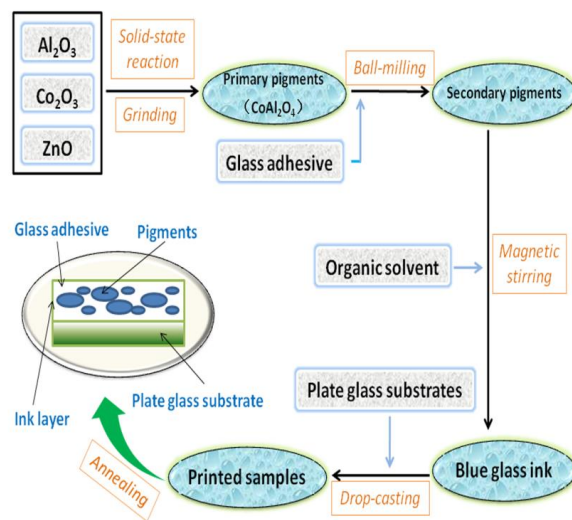 Al₂O₃
Co₂O₃
ZnO
Solid-state
reaction
Grinding
Primary pigments
(CoAl₂O₄)
Ball-milling
Secondary pigments
Glass adhesive
Organic solvent
Magnetic
stirring
Glass adhesive
Pigments
Ink layer
Plate glass substrate
Plate glass substrates
Annealing
Printed samples
Drop-casting
Blue glass ink